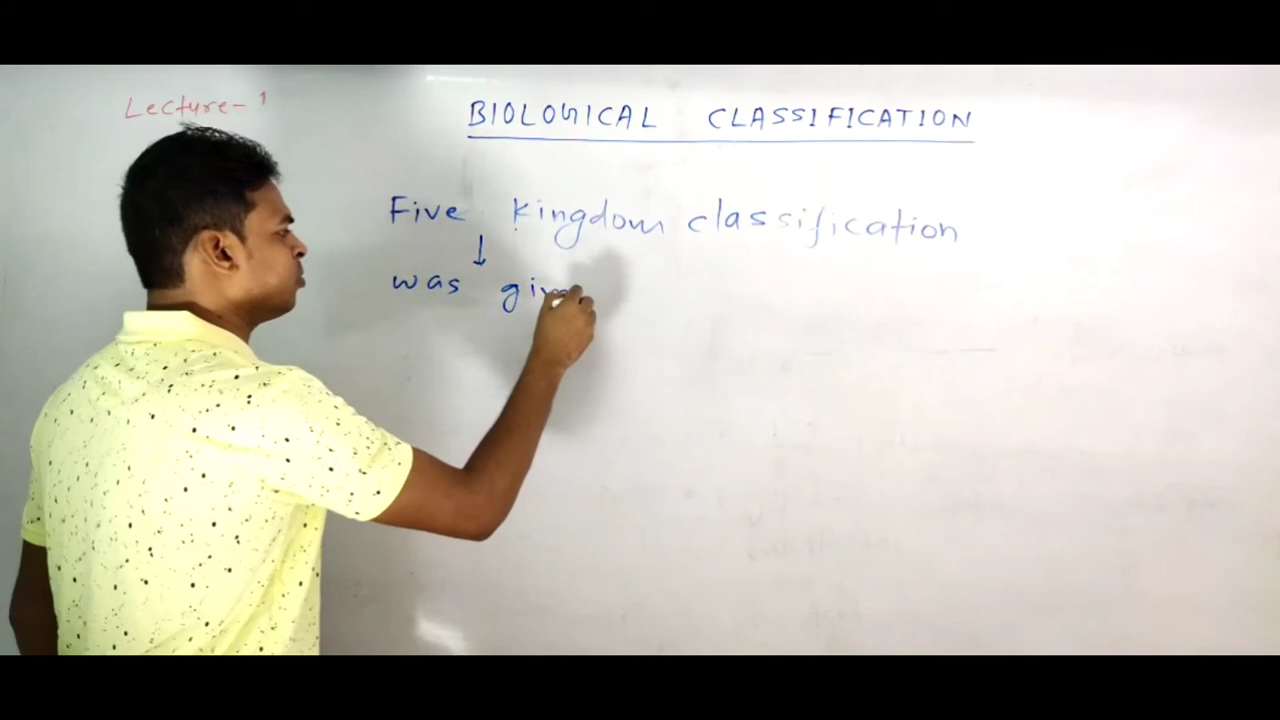 Lecture- 1
BIOLOGICAL CLASSIFICATION
Five kingdom classification
↓
was